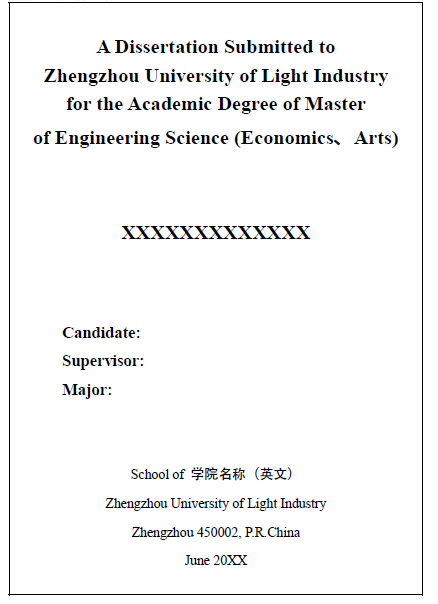 A Dissertation Submitted to
Zhengzhou University of Light Industry
for the Academic Degree of Master
of Engineering Science (Economics、Arts)
XXXXXXXXXXXXX
Candidate:
Supervisor:
Major:
School of 学院名称（英文）
Zhengzhou University of Light Industry
Zhengzhou 450002, P.R.China
June 20XX